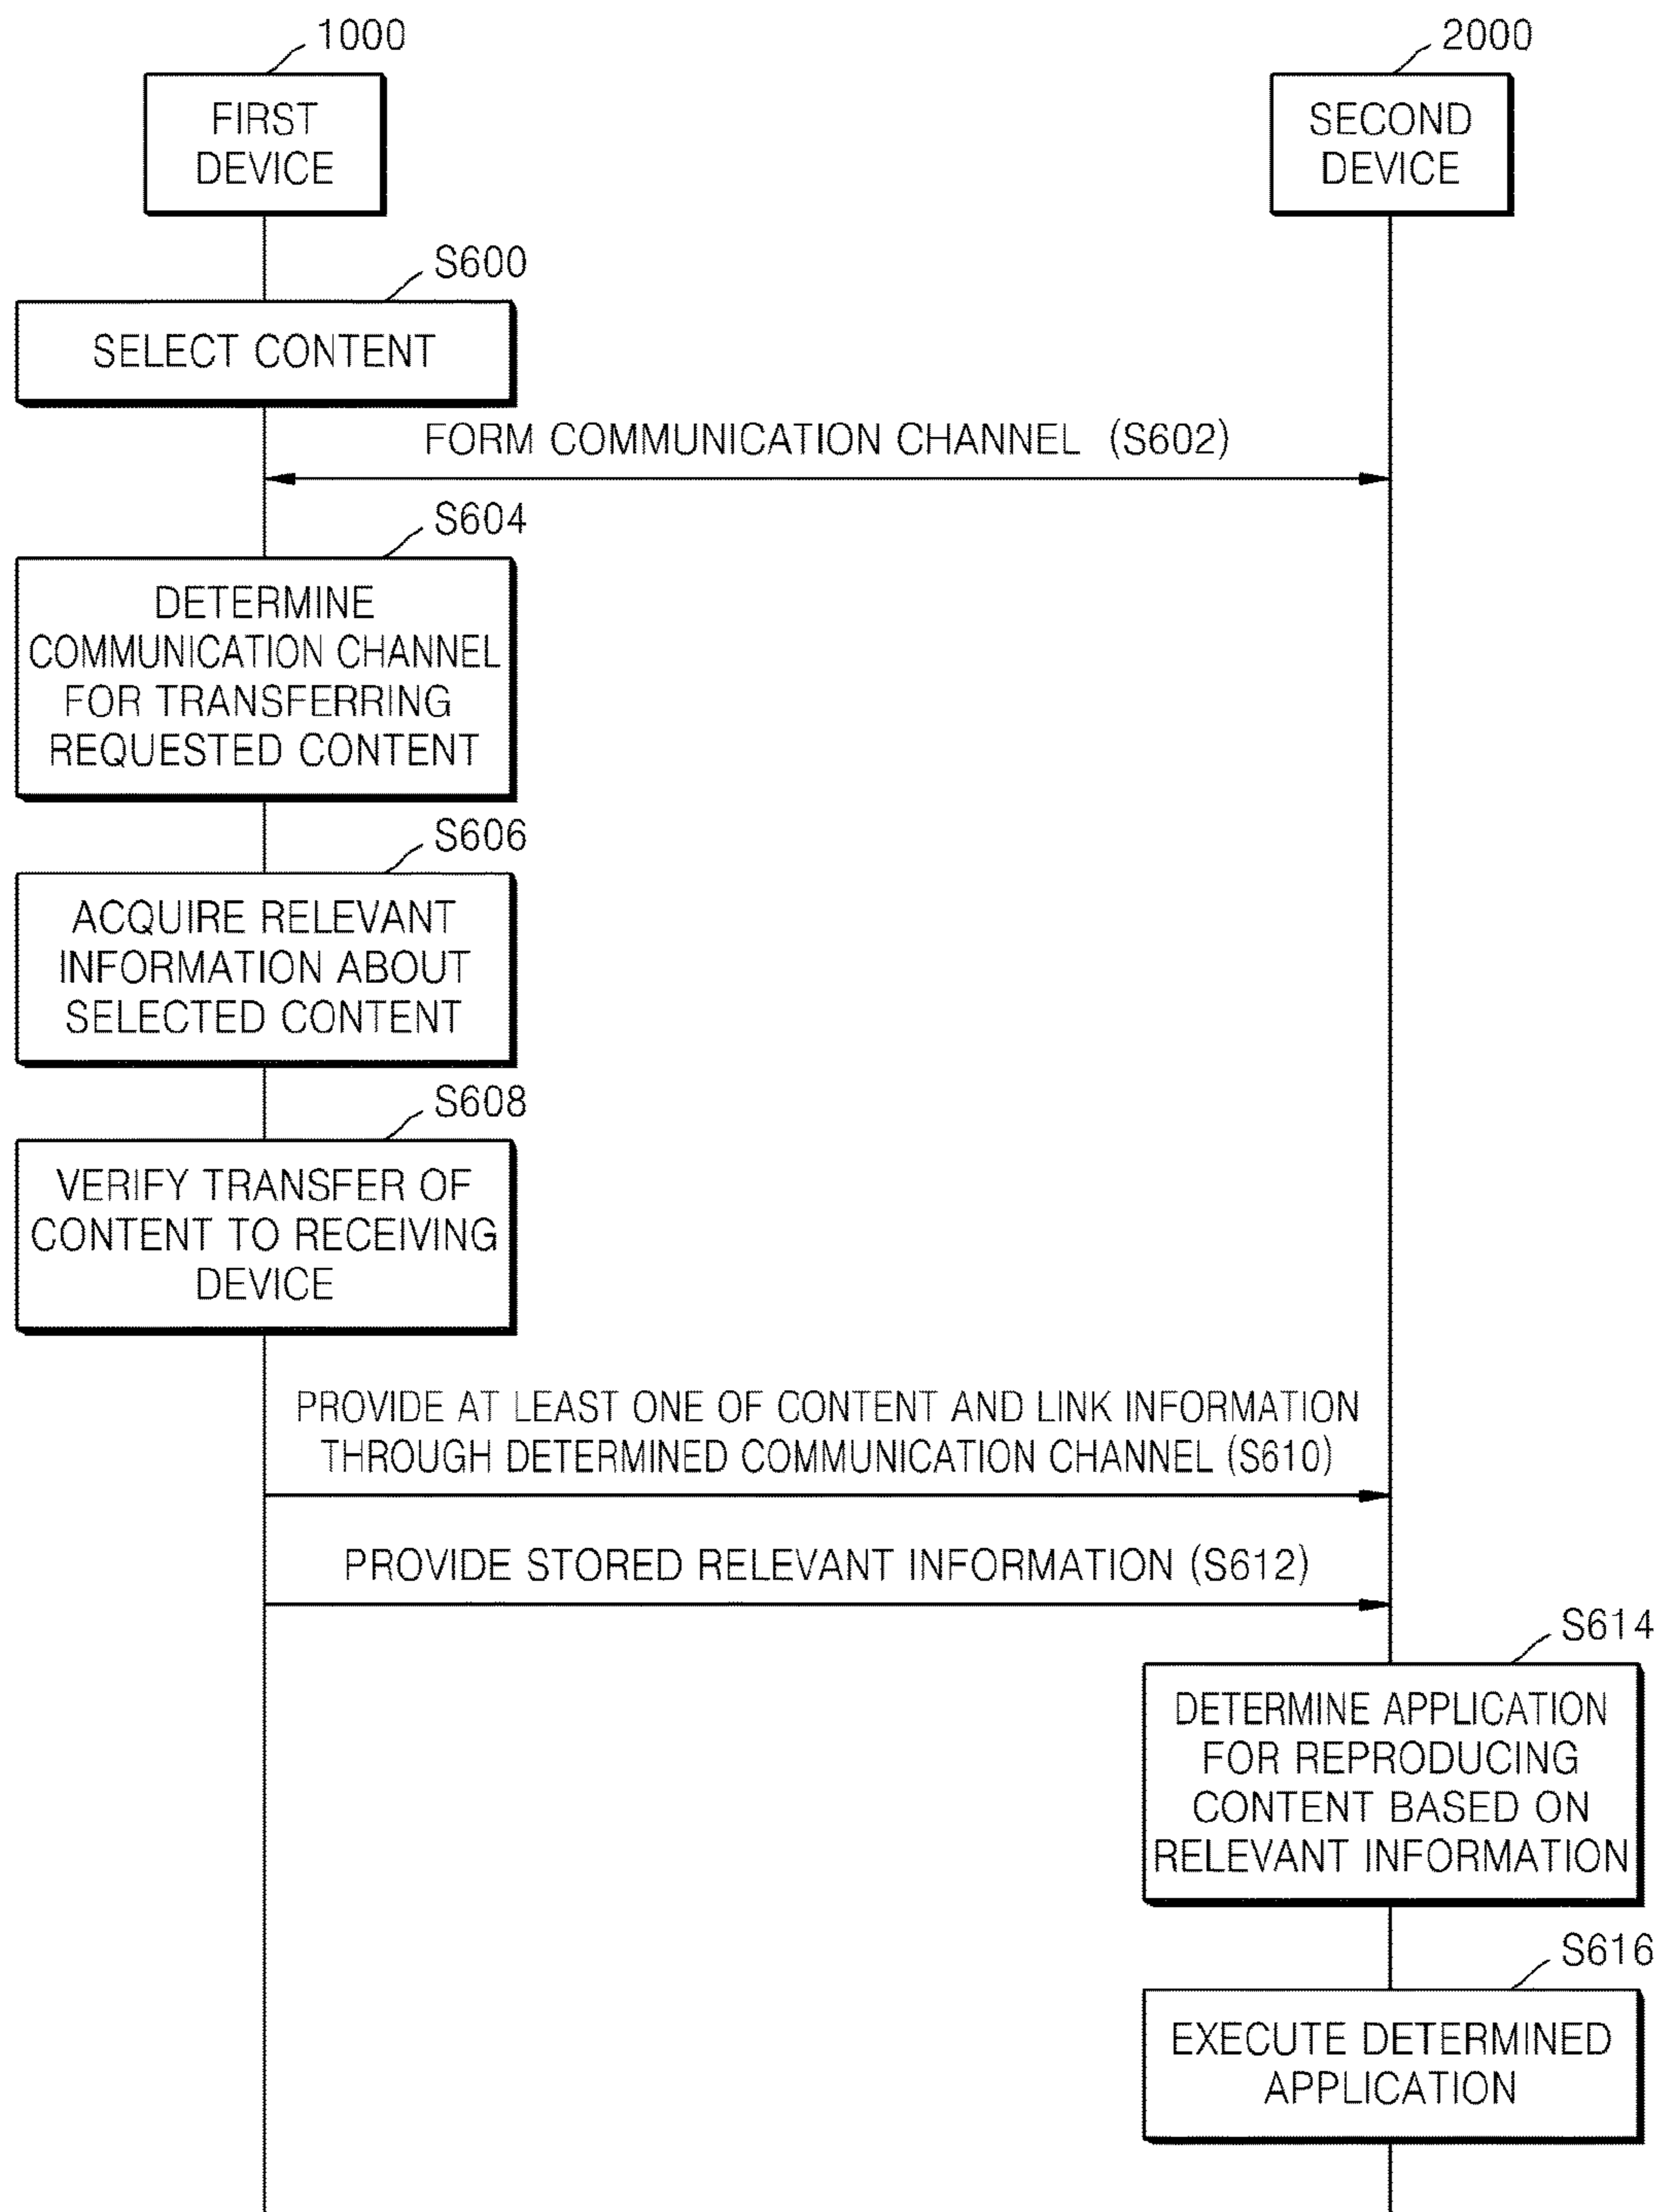 1000
2000
FIRST
DEVICE
SECOND
DEVICE
S600
SELECT CONTENT
FORM COMMUNICATION CHANNEL (S602)
S604
DETERMINE
COMMUNICATION CHANNEL
FOR TRANSFERRING
REQUESTED CONTENT
S606
ACQUIRE RELEVANT
INFORMATION ABOUT
SELECTED CONTENT
S608
VERIFY TRANSFER OF
CONTENT TO RECEIVING
DEVICE
PROVIDE AT LEAST ONE OF CONTENT AND LINK INFORMATION
THROUGH DETERMINED COMMUNICATION CHANNEL (S610)
PROVIDE STORED RELEVANT INFORMATION (S612)
S614
DETERMINE APPLICATION
FOR REPRODUCING
CONTENT BASED ON
RELEVANT INFORMATION
S616
EXECUTE DETERMINED
APPLICATION